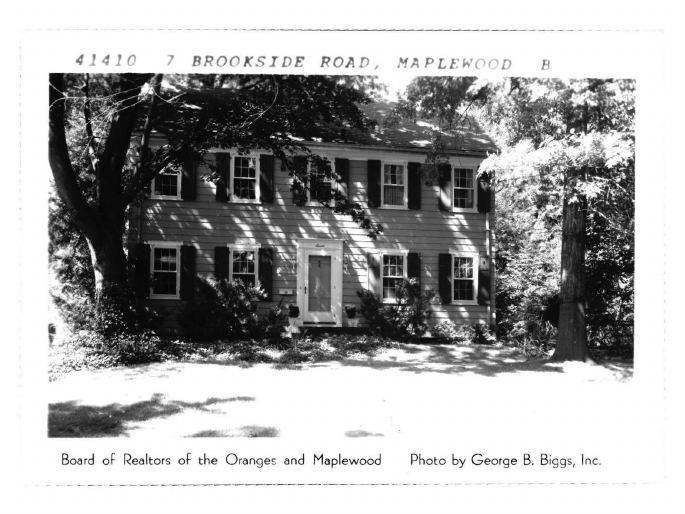 41410 7 BROOKSIDE ROAD, MAPLEWOOD B
Board of Realtors of the Oranges and Maplewood Photo by George B. Biggs, Inc.